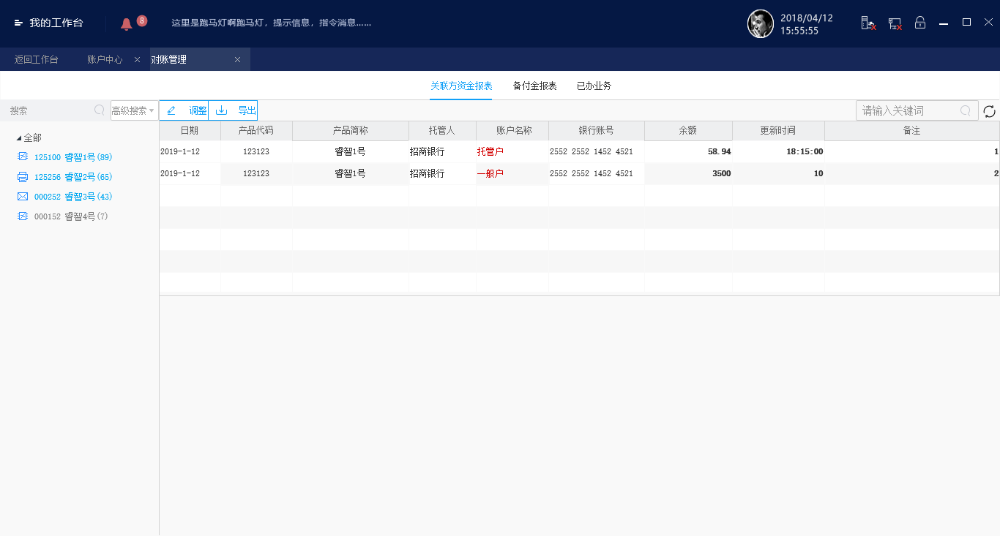 我的工作台
8
这里是跑马灯啊跑马灯，提示信息，指令消息......
2018/04/12
15:55:55
返回工作台 账户中心 对账管理
关联方资金报表 备付金报表 已办业务
搜索 高级搜索 调整 导出 请输入关键词
全部
125100 睿智1号(89)
125256 睿智2号(65)
000252 睿智3号(43)
000152 睿智4号(7)
日期 产品代码 产品简称 托管人 账户名称 银行账号 余额 更新时间 备注
2019-1-12 123123 睿智1号 招商银行 托管户 2552 2552 1452 4521 58.94 18:15:00 1
2019-1-12 123123 睿智1号 招商银行 一般户 2552 2552 1452 4521 3500 10 2